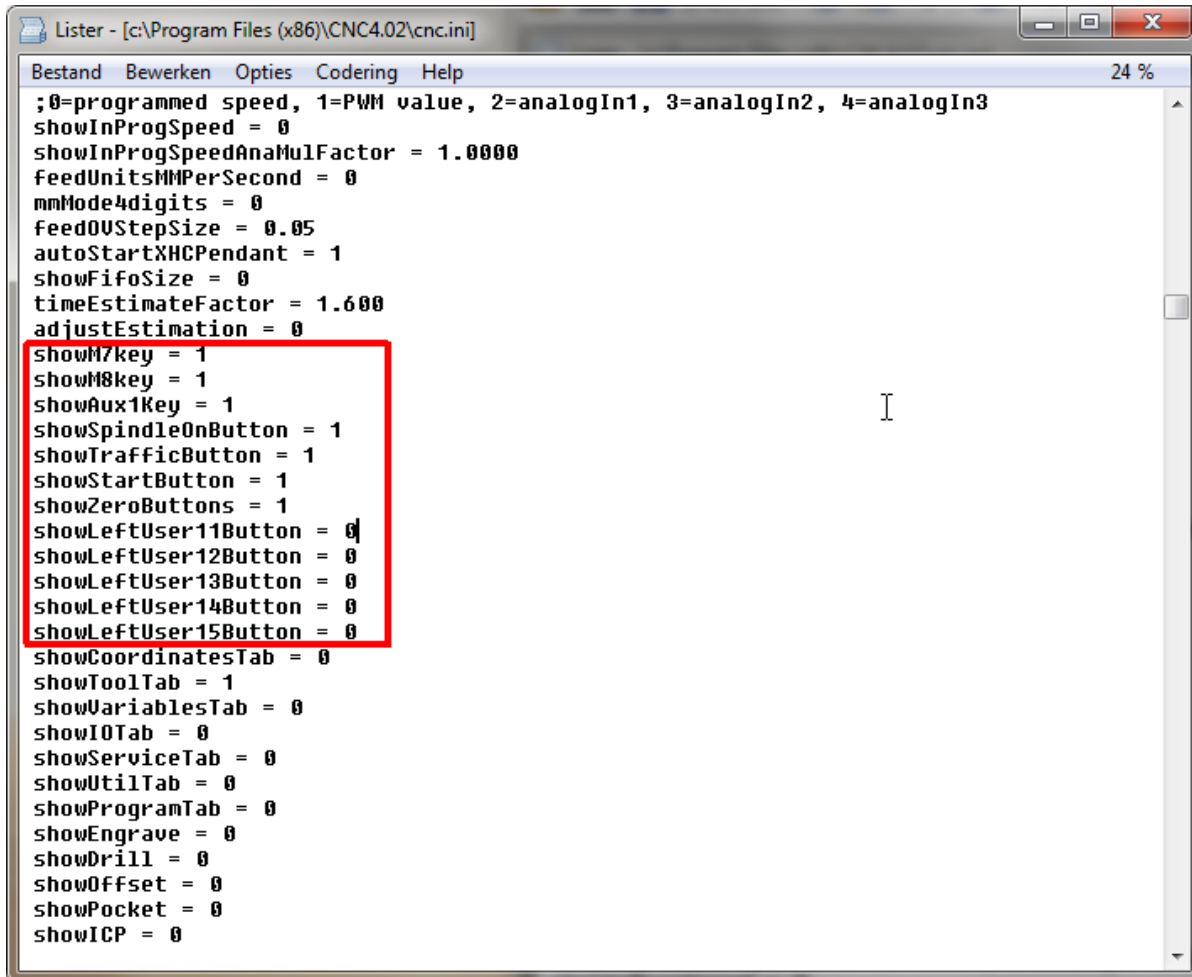 Lister - [c:\Program Files (x86)\CNC4.02\cnc.ini]
Bestand Bewerken Opties Codering Help 24 %
;0=programmed speed, 1=PWM value, 2=analogIn1, 3=analogIn2, 4=analogIn3
showInProgSpeed = 0
showInProgSpeedAnaMulFactor = 1.0000
feedUnitsMMPerSecond = 0
mmMode4digits = 0
feedOVStepSize = 0.05
autoStartXHCPendant = 1
showFifoSize = 0
timeEstimateFactor = 1.600
adjustEstimation = 0
showM7key = 1
showM8key = 1
showAux1Key = 1
showSpindleOnButton = 1
showTrafficButton = 1
showStartButton = 1
showZeroButtons = 1
showLeftUser11Button = 0
showLeftUser12Button = 0
showLeftUser13Button = 0
showLeftUser14Button = 0
showLeftUser15Button = 0
showCoordinatesTab = 0
showToolTab = 1
showVariablesTab = 0
showIOTab = 0
showServiceTab = 0
showUtilTab = 0
showProgramTab = 0
showEngrave = 0
showDrill = 0
showOffset = 0
showPocket = 0
showICP = 0